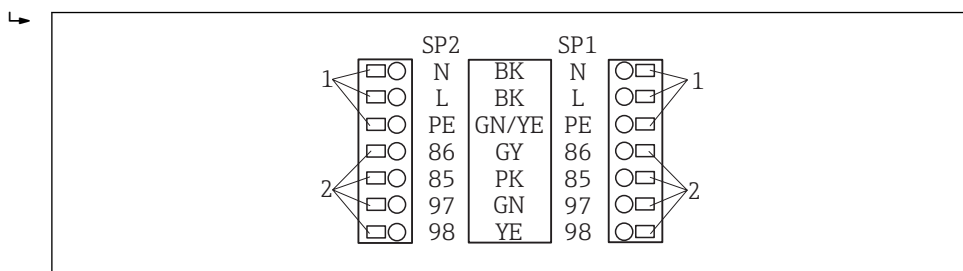 SP2 SP1
N BK N
1 L BK L 1
PE GN/YE PE
86 GY 86
2 85 PK 85 2
97 GN 97
98 YE 98